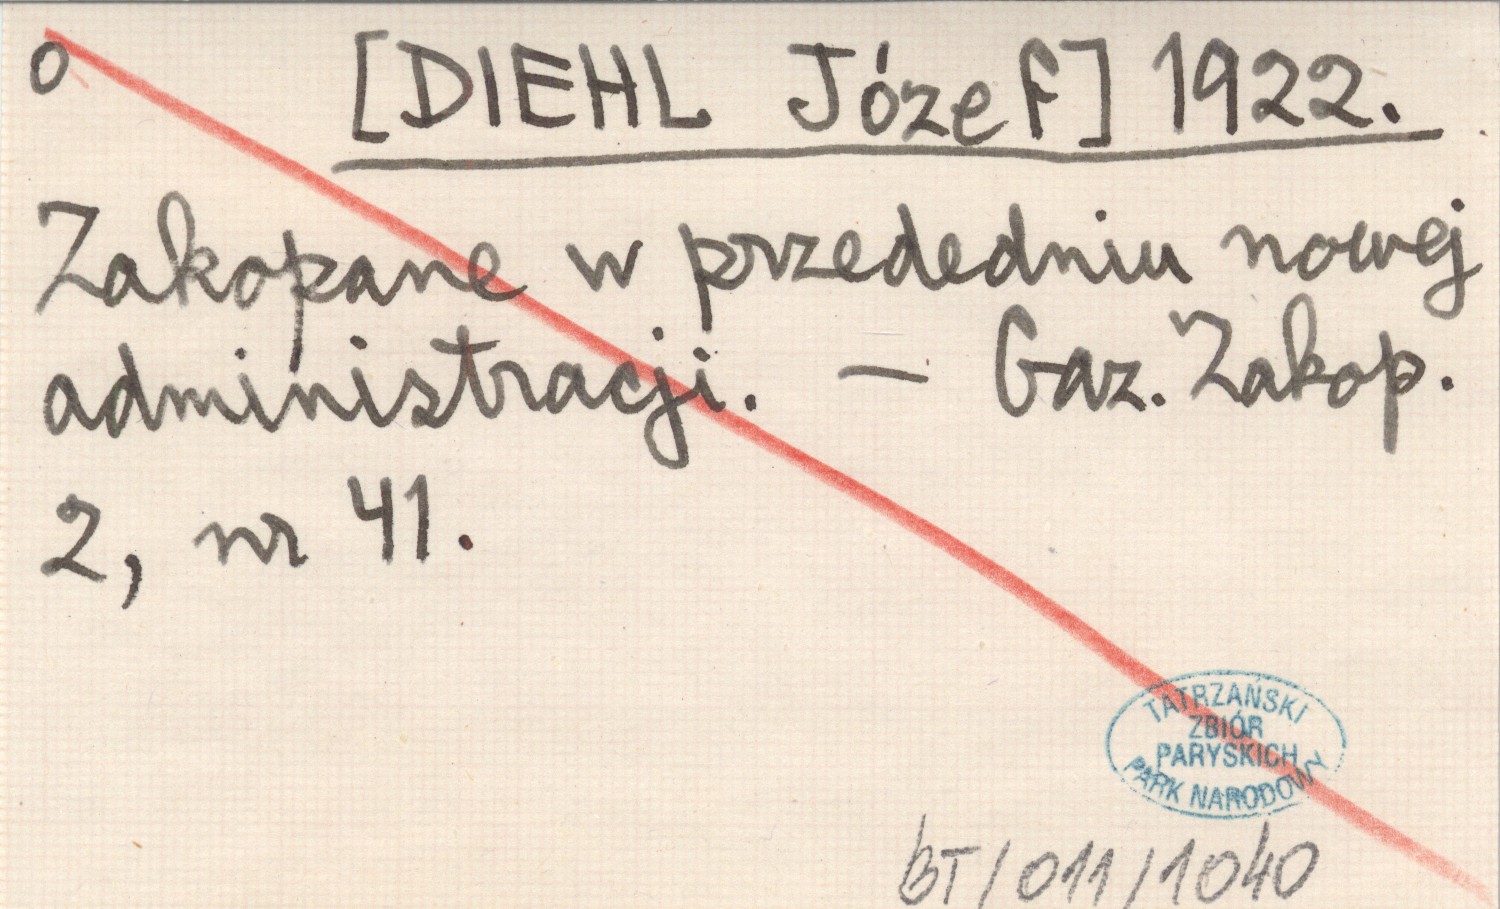 o [DIEHL Józef] 1922.
Zakopane w przededniu nowej
administracji. — Gaz. Zakop.
2, nr 41.
TATRZAŃSKI
ZBIÓR
PARYSKICH
PARK NARODOWY
BT/011/1040